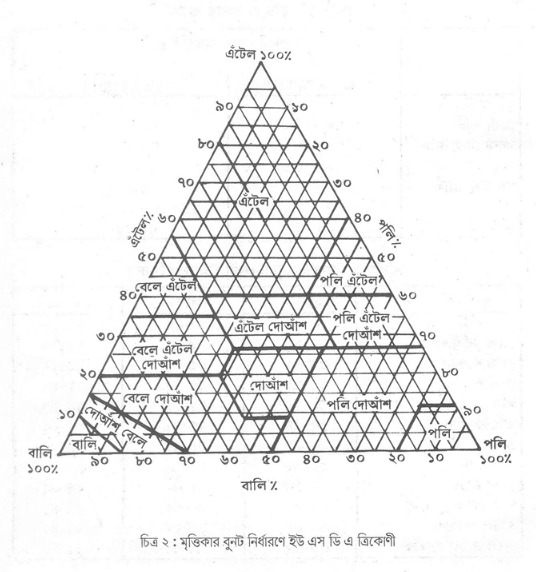 এঁটেল ১০০%
৯০ ১০
৮০ ২০
৭০ ৩০
এঁটেল
৬০ ৪০
এঁটেল% পলি%
৫০ ৫০
বেলে এঁটেল পলি এঁটেল
৪০ ৬০
এঁটেল দোআঁশ পলি এঁটেল
দোআঁশ
৩০ ৭০
বেলে এঁটেল
দোআঁশ
২০ দোআঁশ ৮০
বেলে দোআঁশ পলি দোআঁশ
১০ দোআঁশ বেলে ৯০
বালি পলি
বালি ১০০% পলি ১০০%
৯০ ৮০ ৭০ ৬০ ৫০ ৪০ ৩০ ২০ ১০
বালি %
চিত্র ২ : মৃত্তিকার বুনট নির্ধারণে ইউ এস ডি এ ত্রিকোণী